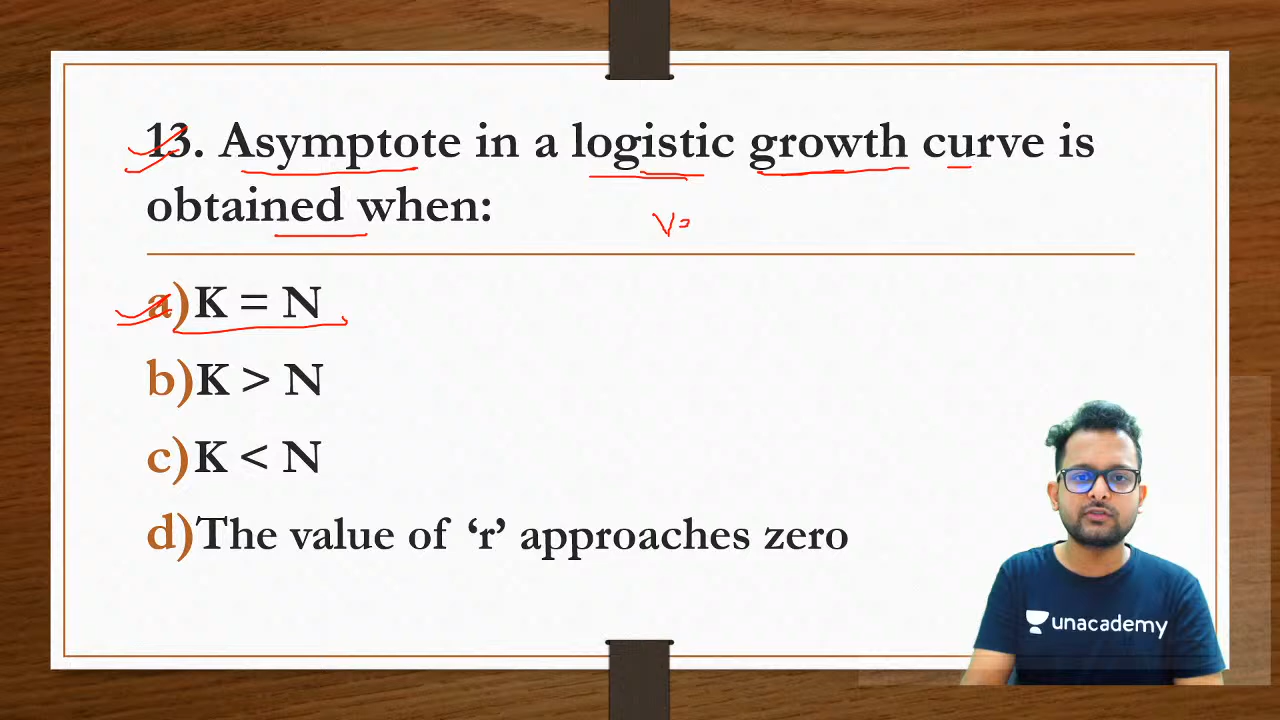 13. Asymptote in a logistic growth curve is
obtained when:
a) K = N
b) K > N
c) K < N
d) The value of ‘r’ approaches zero
unacademy